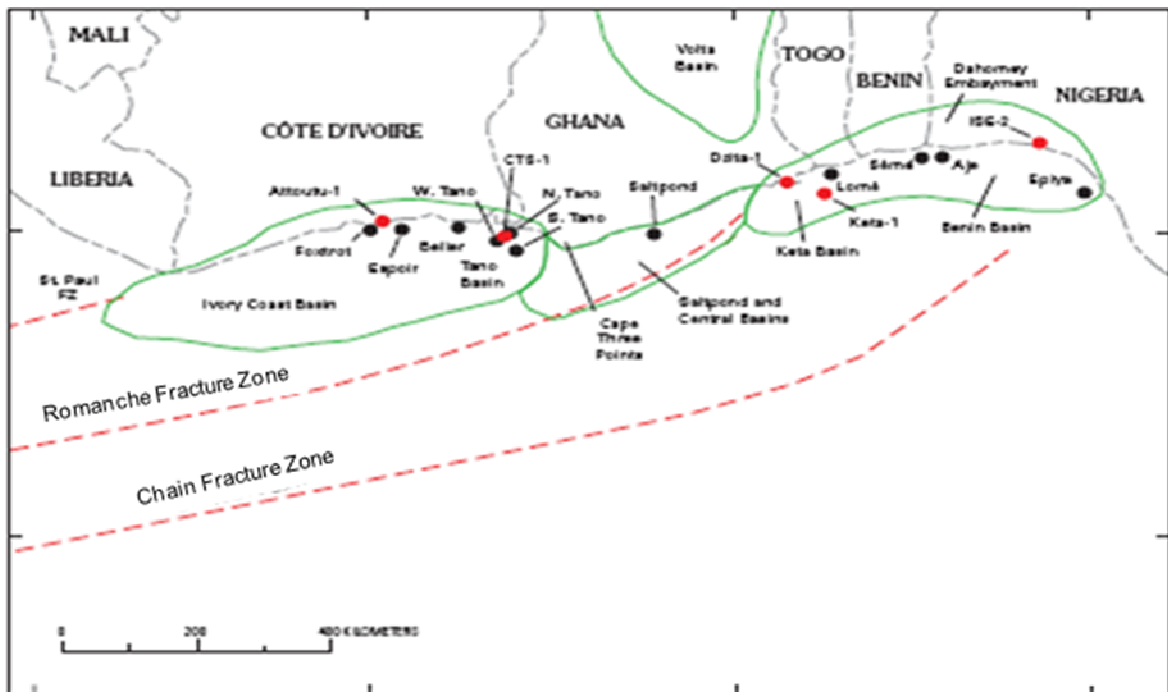 MALI
Volta
Basin
TOGO
BENIN
Dahomey
Embayment
NIGERIA
CÔTE D'IVOIRE
GHANA
ISE-2
LIBERIA
CTS-1
Dzita-1
Sémé
Aje
Attoutu-1
W. Tano
N. Tano
Saltpond
Lomé
Epiya
S. Tano
Keta-1
Foxtrot
Belier
Benin Basin
Espoir
Tano
Basin
Keta Basin
St. Paul
FZ
Ivory Coast Basin
Saltpond and
Central Basins
Cape
Three
Points
Romanche Fracture Zone
Chain Fracture Zone
0 200 400 KILOMETERS